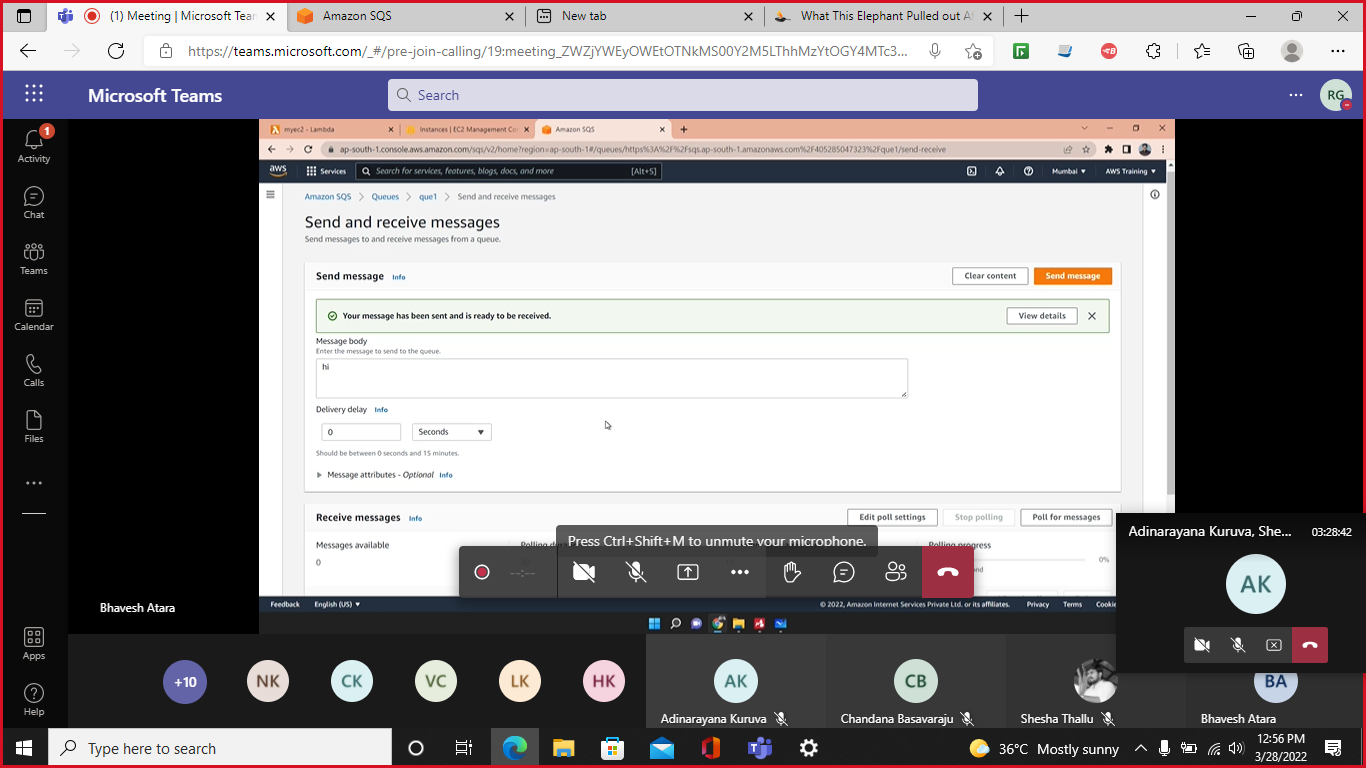 (1) Meeting | Microsoft Tean
Amazon SQS
New tab
What This Elephant Pulled out Af
https://teams.microsoft.com/_#/pre-join-calling/19:meeting_ZWZjYWEyOWEtOTNkMS00Y2M5LThhMzYtOGY4MTc3...
Microsoft Teams
Search
RG
1
Activity
Chat
Teams
Calendar
Calls
Files
Apps
Help
myec2 - Lambda
Instances | EC2 Management Co
Amazon SQS
ap-south-1.console.aws.amazon.com/sqs/v2/home?region=ap-south-1#/queues/https%3A%2F%2Fsqs.ap-south-1.amazonaws.com%2F405285047323%2Fque1/send-receive
aws
Services
Search for services, features, blogs, docs, and more
[Alt+S]
Mumbai
AWS Training
Amazon SQS
Queues
que1
Send and receive messages
Send and receive messages
Send messages to and receive messages from a queue.
Send message
Info
Clear content
Send message
Your message has been sent and is ready to be received.
View details
Message body
Enter the message to send to the queue.
hi
Delivery delay
Info
0
Seconds
Should be between 0 seconds and 15 minutes.
Message attributes - Optional
Info
Receive messages
Info
Edit poll settings
Stop polling
Poll for messages
Messages available
Polling progress
0
0%
Press Ctrl+Shift+M to unmute your microphone.
--:--
Adinarayana Kuruva, She...
03:28:42
AK
Bhavesh Atara
Feedback
English (US)
© 2022, Amazon Internet Services Private Ltd. or its affiliates.
Privacy
Terms
Cookie
+10
NK
CK
VC
LK
HK
AK
CB
BA
Adinarayana Kuruva
Chandana Basavaraju
Shesha Thallu
Bhavesh Atara
Type here to search
36°C Mostly sunny
12:56 PM
3/28/2022